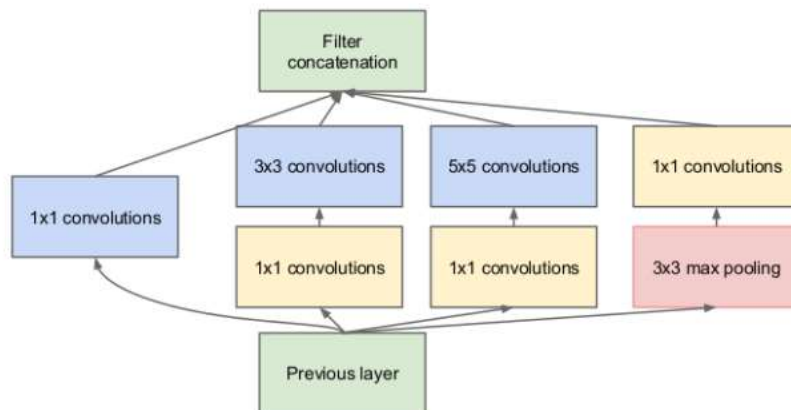 Filter
concatenation
3x3 convolutions
5x5 convolutions
1x1 convolutions
1x1 convolutions
1x1 convolutions
1x1 convolutions
3x3 max pooling
Previous layer